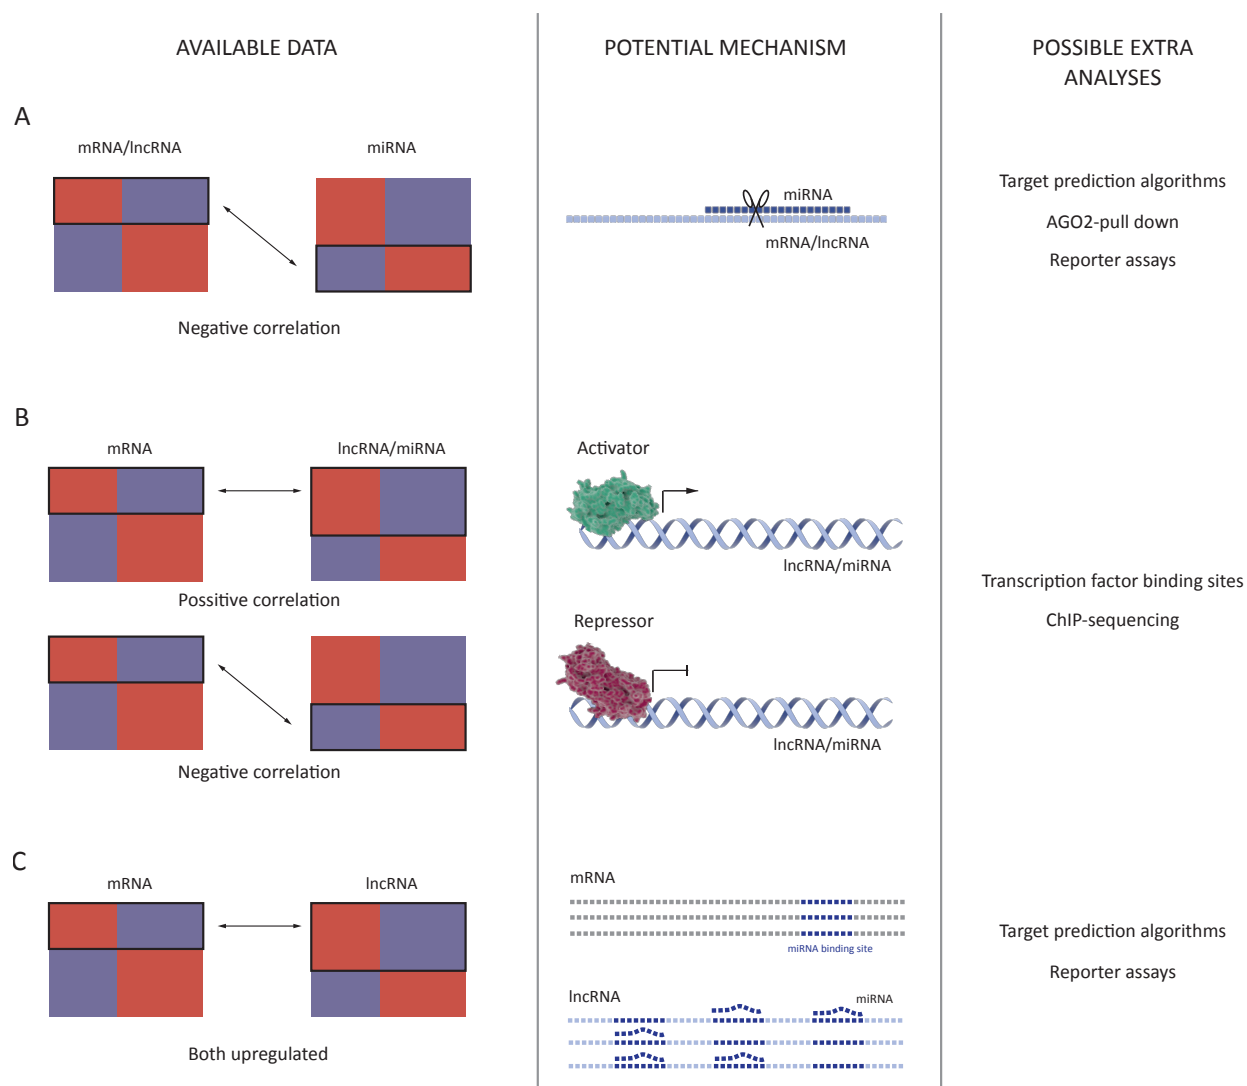 AVAILABLE DATA
POTENTIAL MECHANISM
POSSIBLE EXTRA
ANALYSES
A
mRNA/lncRNA
miRNA
Negative correlation
miRNA
mRNA/lncRNA
Target prediction algorithms
AGO2-pull down
Reporter assays
B
mRNA
lncRNA/miRNA
Possitive correlation
Negative correlation
Activator
lncRNA/miRNA
Repressor
lncRNA/miRNA
Transcription factor binding sites
ChIP-sequencing
C
mRNA
lncRNA
Both upregulated
mRNA
miRNA binding site
lncRNA
miRNA
Target prediction algorithms
Reporter assays